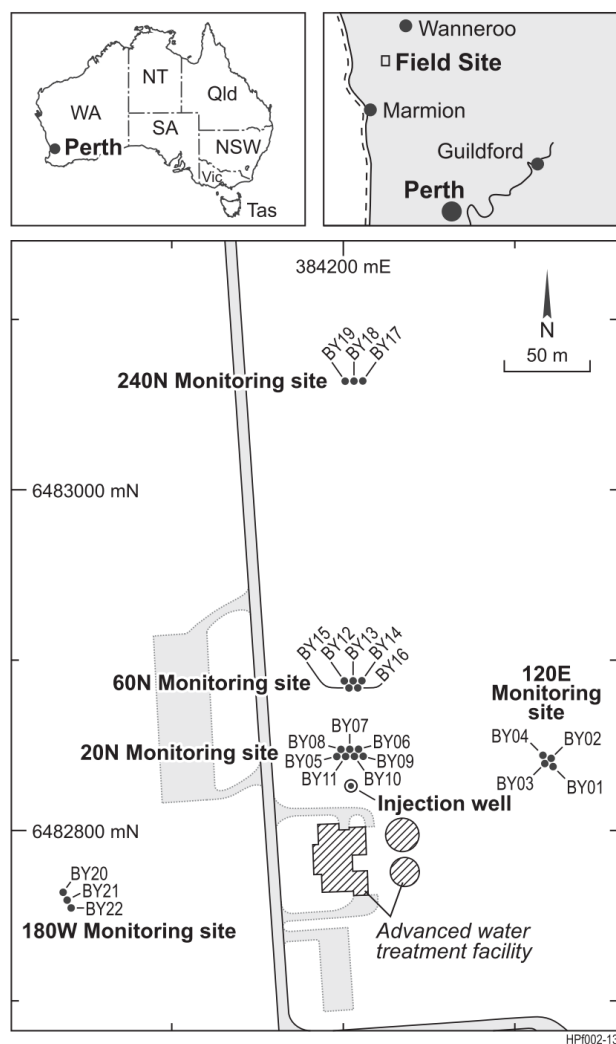 NT
Qld
WA
SA
Perth
NSW
Vic
Tas
Wanneroo
Field Site
Marmion
Guildford
Perth
384200 mE
N
50 m
BY19
BY18
BY17
240N Monitoring site
6483000 mN
BY15
BY12
BY13
BY14
BY16
60N Monitoring site
120E
Monitoring
site
BY07
BY08
BY06
20N Monitoring site
BY05
BY09
BY11
BY10
BY04
BY02
BY03
BY01
Injection well
6482800 mN
BY20
BY21
BY22
180W Monitoring site
Advanced water
treatment facility
HPf002-13